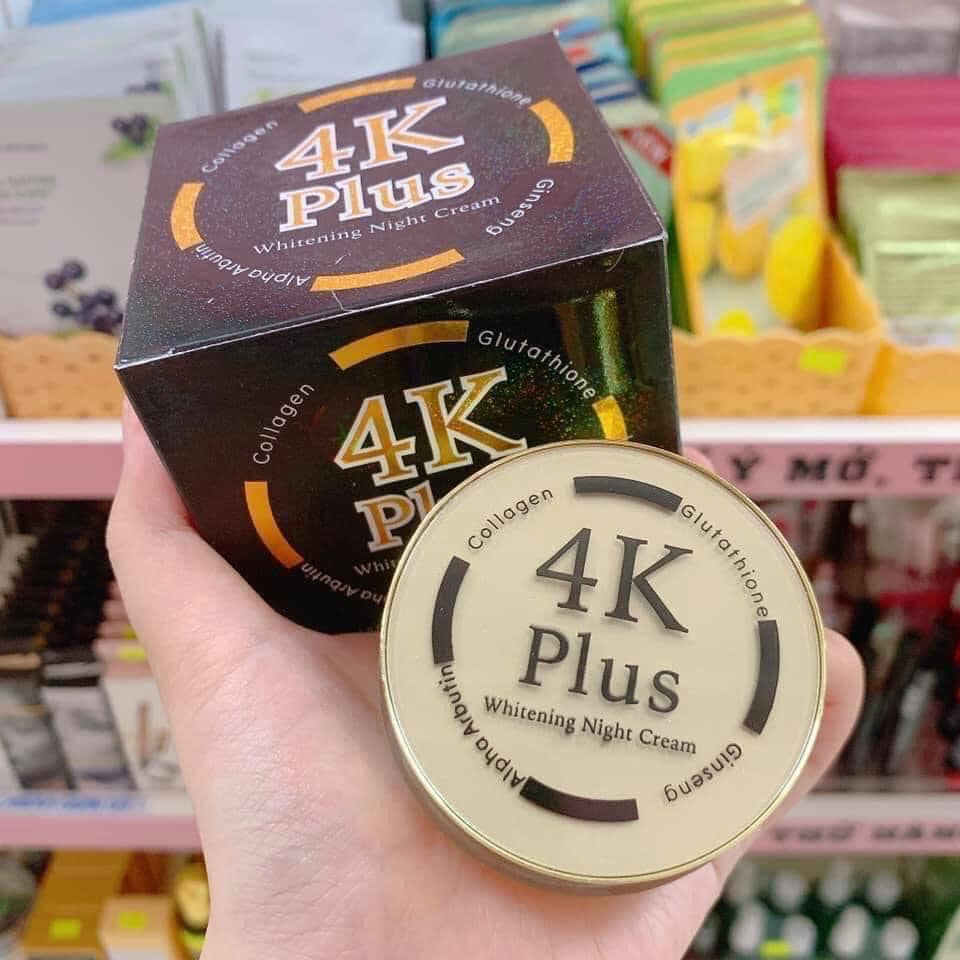 Glutathione
Collagen
4K
Plus
Whitening Night Cream
Ginseng
Alpha Arbutin
Glutathione
Collagen
4K
Collagen
Glutathione
4K
Plus
Whitening Night Cream
Alpha Arbutin
Ginseng